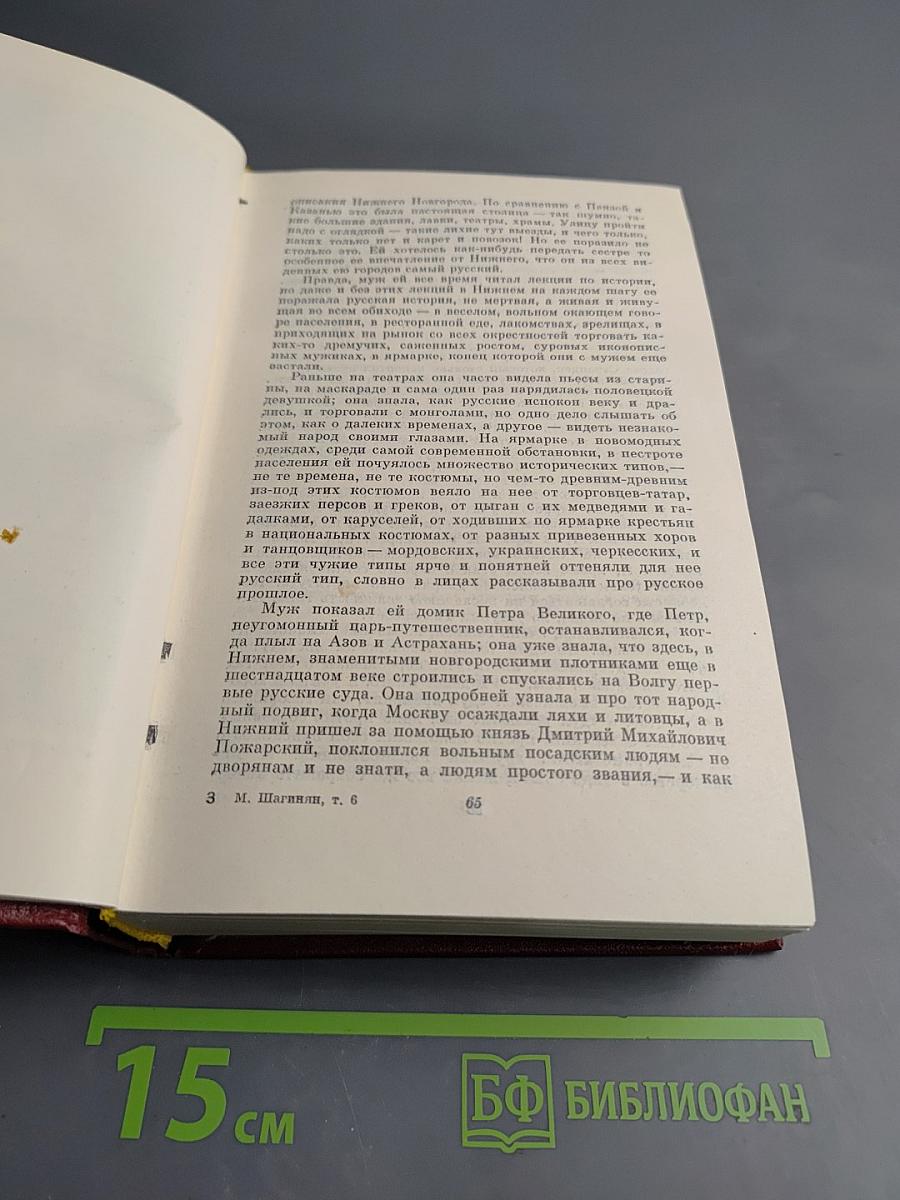 описания Нижнего Новгорода. По сравнению с Пензой и
Казанью это была настоящая столица — так шумно, та-
кие большие здания, лавки, театры, храмы. Улицу пройти
надо с оглядкой — такие лихие тут выезды, и чего только,
каких только нет и карет и повозок! Но ее поразило не
столько это. Ей хотелось как-нибудь передать сестре то
особенное ее впечатление от Нижнего, что он из всех ви-
денных ею городов самый русский.
Правда, муж ей все время читал лекции по истории,
но даже и без этих лекций в Нижнем на каждом шагу ее
поражала русская история, не мертвая, а живая и живу-
щая во всем обиходе — в веселом, вольном окающем гово-
ре населения, в ресторанной еде, лакомствах, зрелищах, в
приходящих на рынок со всех окрестностей торговать ка-
ких-то дремучих, саженных ростом, суровых иконопис-
ных мужиках, в ярмарке, конец которой они с мужем еще
застали.
Раньше на театрах она часто видела пьесы из стари-
ны, на маскараде и сама один раз нарядилась половецкой
девушкой; она знала, как русские испокон веку и дра-
лись, и торговали с монголами, но одно дело слышать об
этом, как о далеких временах, а другое — видеть незнако-
мый народ своими глазами. На ярмарке в новомодных
одеждах, среди самой современной обстановки, в пестроте
населения ей почуялось множество исторических типов,—
не те времена, не те костюмы, но чем-то древним-древним
из-под этих костюмов веяло на нее от торговцев-татар,
заезжих персов и греков, от цыган с их медведями и га-
далками, от каруселей, от ходивших по ярмарке крестьян
в национальных костюмах, от разных привезенных хоров
и танцовщиков — мордовских, украинских, черкесских, и
все эти чужие типы ярче и понятней оттеняли для нее
русский тип, словно в лицах рассказывали про русское
прошлое.
Муж показал ей домик Петра Великого, где Петр,
неугомонный царь-путешественник, останавливался, ког-
да плыл на Азов и Астрахань; она уже знала, что здесь, в
Нижнем, знаменитыми новгородскими плотниками еще в
шестнадцатом веке строились и спускались на Волгу пер-
вые русские суда. Она подробней узнала и про тот народ-
ный подвиг, когда Москву осаждали ляхи и литовцы, а в
Нижний пришел за помощью князь Дмитрий Михайлович
Пожарский, поклонился вольным посадским людям — не
дворянам и не знати, а людям простого звания,— и как
3 М. Шагинян, т. 6 65
15 см
БФ БИБЛИОФАН